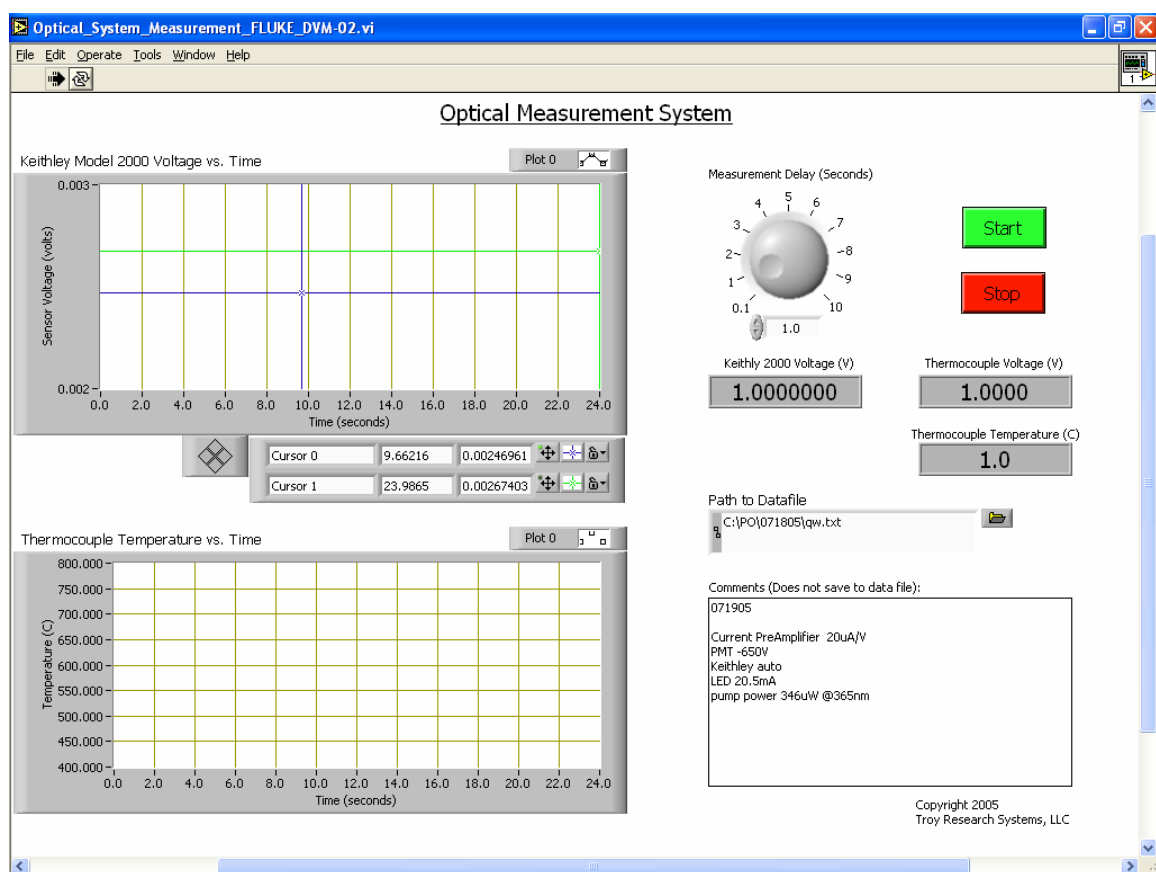 Optical_System_Measurement_FLUKE_DVM-02.vi
File Edit Operate Tools Window Help
1
Optical Measurement System
Keithley Model 2000 Voltage vs. Time
Plot 0
0.003
0.002
Sensor Voltage (volts)
0.0 2.0 4.0 6.0 8.0 10.0 12.0 14.0 16.0 18.0 20.0 22.0 24.0
Time (seconds)
Cursor 0 9.66216 0.00246961
Cursor 1 23.9865 0.00267403
Thermocouple Temperature vs. Time
Plot 0
800.000
750.000
700.000
650.000
600.000
550.000
500.000
450.000
400.000
Temperature (C)
0.0 2.0 4.0 6.0 8.0 10.0 12.0 14.0 16.0 18.0 20.0 22.0 24.0
Time (seconds)
Measurement Delay (Seconds)
0.1 1 2 3 4 5 6 7 8 9 10
1.0
Start
Stop
Keithly 2000 Voltage (V)
1.0000000
Thermocouple Voltage (V)
1.0000
Thermocouple Temperature (C)
1.0
Path to Datafile
C:\PO\071805\qw.txt
Comments (Does not save to data file):
071905
Current PreAmplifier 20uA/V
PMT -650V
Keithley auto
LED 20.5mA
pump power 346uW @365nm
Copyright 2005
Troy Research Systems, LLC